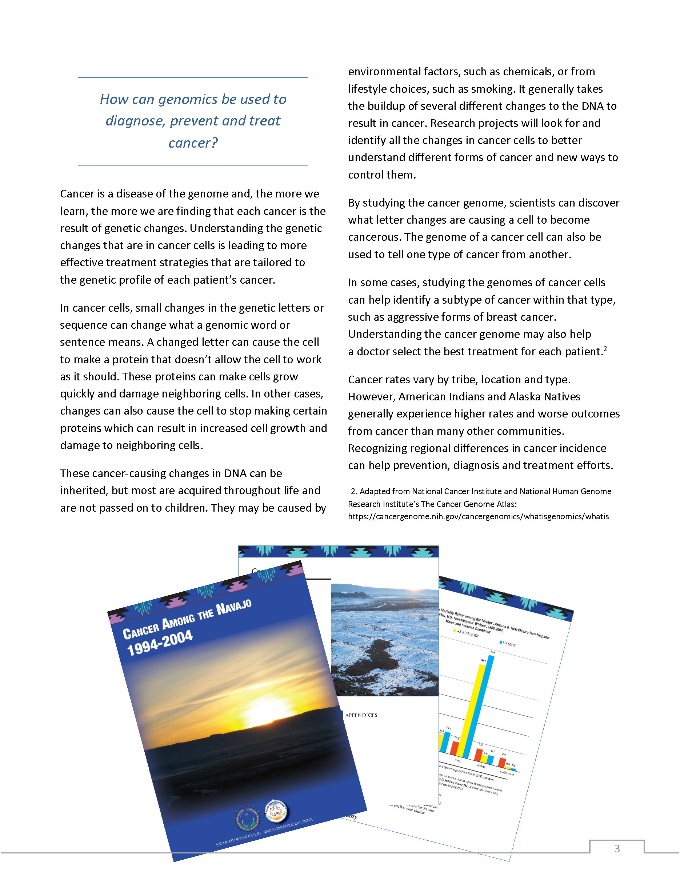 How can genomics be used to
diagnose, prevent and treat
cancer?
Cancer is a disease of the genome and, the more we
learn, the more we are finding that each cancer is the
result of genetic changes. Understanding the genetic
changes that are in cancer cells is leading to more
effective treatment strategies that are tailored to
the genetic profile of each patient’s cancer.
In cancer cells, small changes in the genetic letters or
sequence can change what a genomic word or
sentence means. A changed letter can cause the cell
to make a protein that doesn’t allow the cell to work
as it should. These proteins can make cells grow
quickly and damage neighboring cells. In other cases,
changes can also cause the cell to stop making certain
proteins which can result in increased cell growth and
damage to neighboring cells.
These cancer-causing changes in DNA can be
inherited, but most are acquired throughout life and
are not passed on to children. They may be caused by
environmental factors, such as chemicals, or from
lifestyle choices, such as smoking. It generally takes
the buildup of several different changes to the DNA to
result in cancer. Research projects will look for and
identify all the changes in cancer cells to better
understand different forms of cancer and new ways to
control them.
By studying the cancer genome, scientists can discover
what letter changes are causing a cell to become
cancerous. The genome of a cancer cell can also be
used to tell one type of cancer from another.
In some cases, studying the genomes of cancer cells
can help identify a subtype of cancer within that type,
such as aggressive forms of breast cancer.
Understanding the cancer genome may also help
a doctor select the best treatment for each patient.²
Cancer rates vary by tribe, location and type.
However, American Indians and Alaska Natives
generally experience higher rates and worse outcomes
from cancer than many other communities.
Recognizing regional differences in cancer incidence
can help prevention, diagnosis and treatment efforts.
2. Adapted from National Cancer Institute and National Human Genome
Research Institute’s The Cancer Genome Atlas:
https://cancergenome.nih.gov/cancergenomics/whatisgenomics/whatis
CANCER AMONG THE NAVAJO
1994-2004
APPENDICES
3